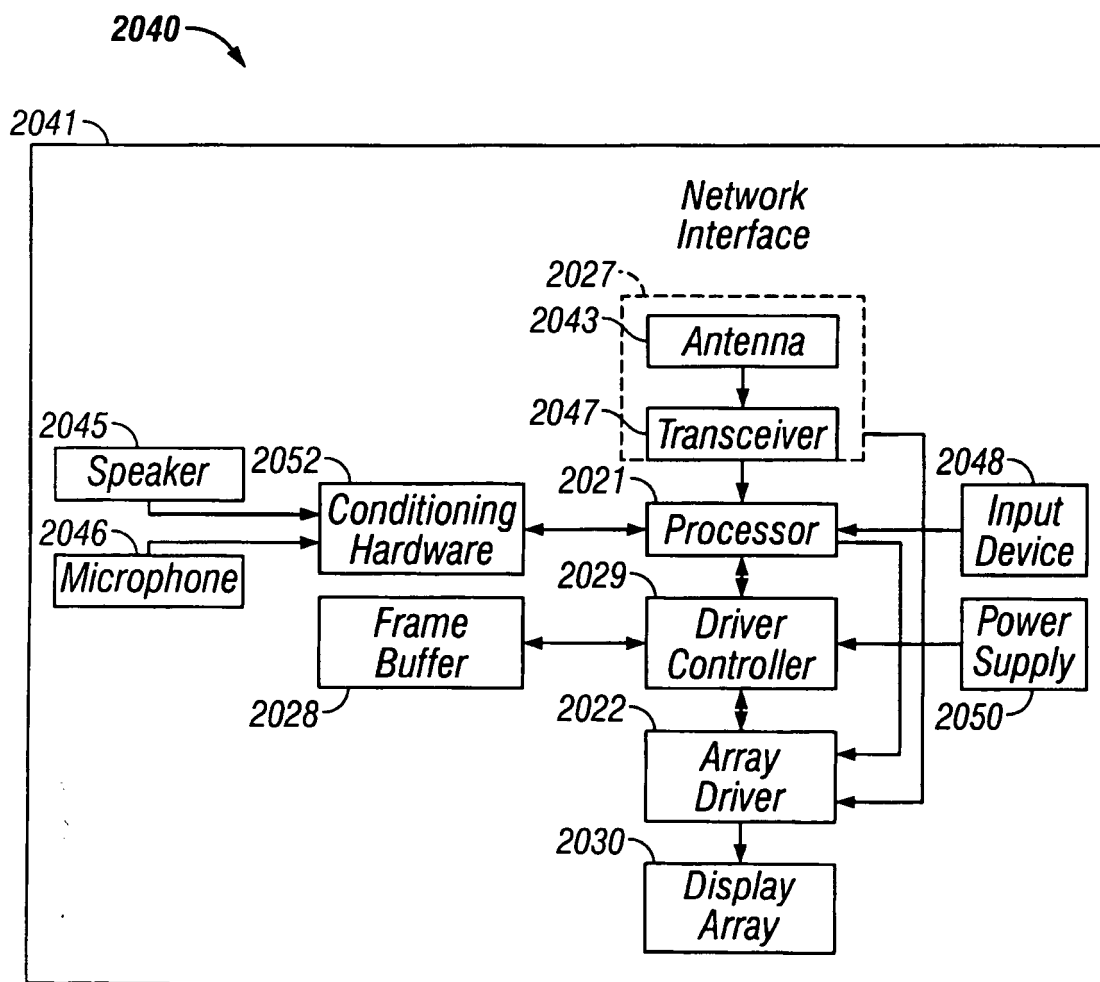 2040
2041
Network
Interface
2027
2043
Antenna
2047
Transceiver
2045
Speaker
2052
Conditioning
Hardware
2046
Microphone
2021
Processor
2048
Input
Device
2029
Driver
Controller
Frame
Buffer
2028
Power
Supply
2050
2022
Array
Driver
2030
Display
Array